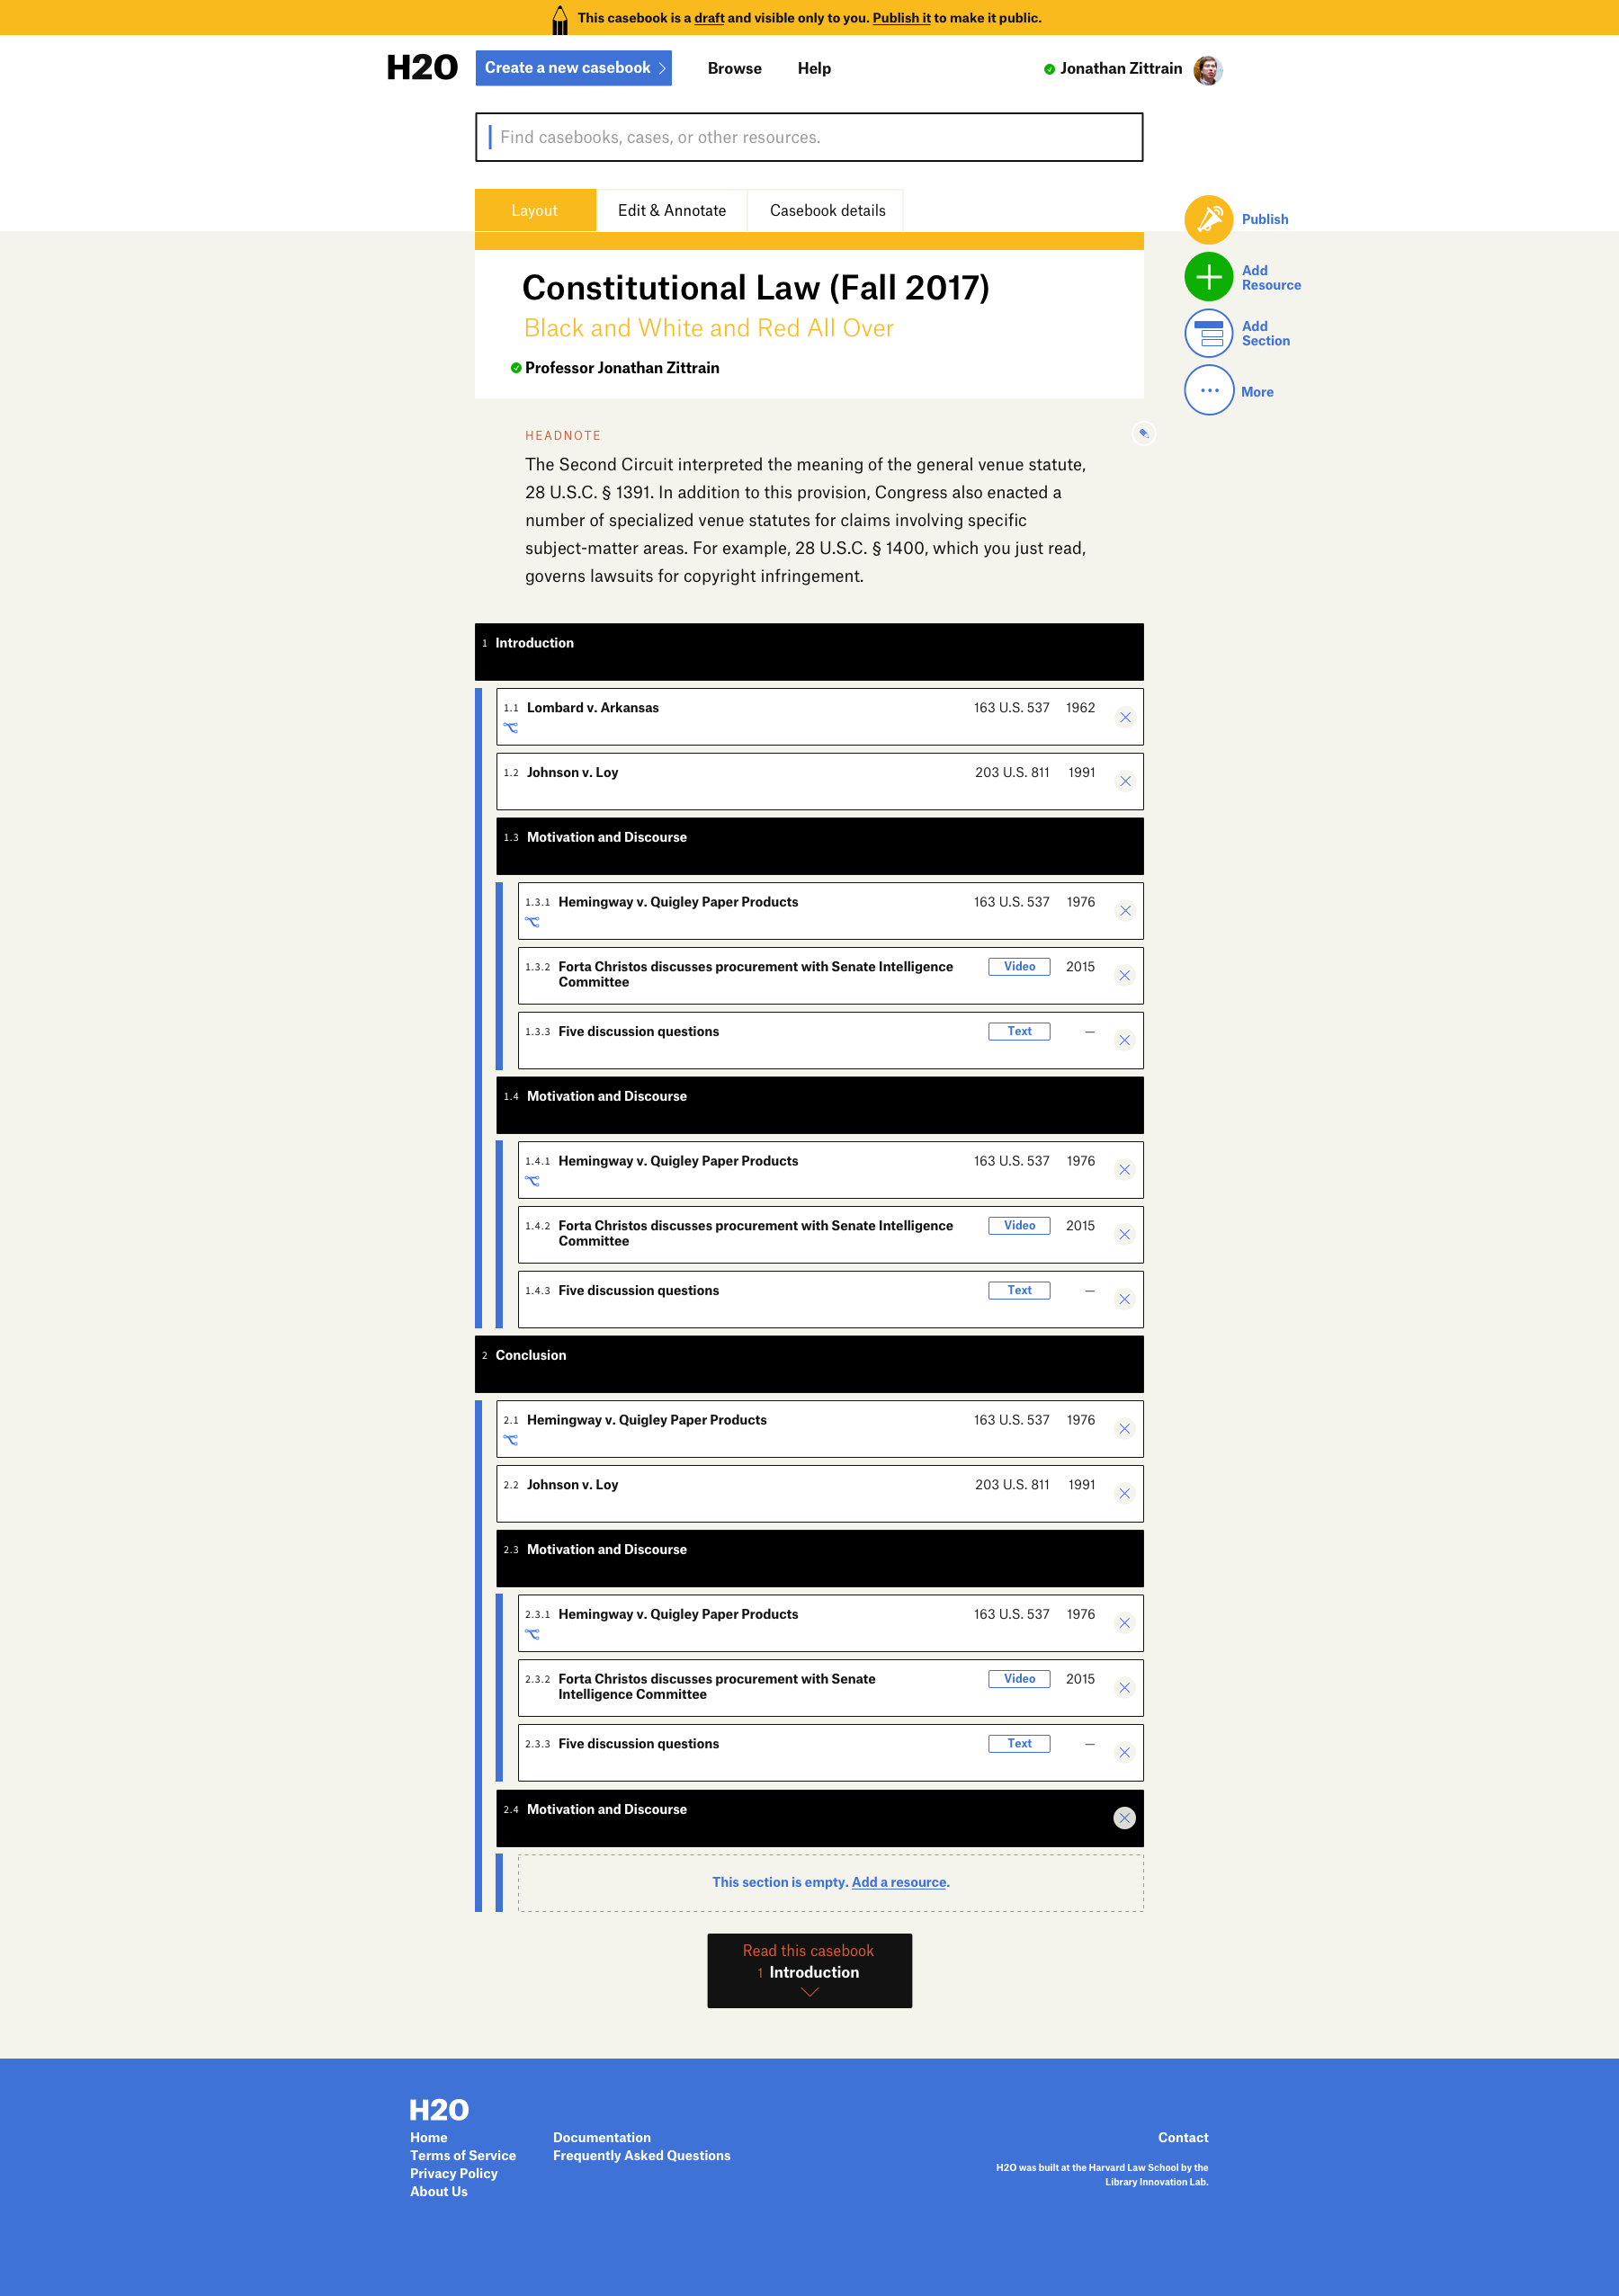 This casebook is a draft and visible only to you. Publish it to make it public.
H2O
Create a new casebook
Browse
Help
Jonathan Zittrain
Find casebooks, cases, or other resources.
Layout
Edit & Annotate
Casebook details
Publish
Add
Resource
Add
Section
More
Constitutional Law (Fall 2017)
Black and White and Red All Over
Professor Jonathan Zittrain
HEADNOTE
The Second Circuit interpreted the meaning of the general venue statute,
28 U.S.C. § 1391. In addition to this provision, Congress also enacted a
number of specialized venue statutes for claims involving specific
subject-matter areas. For example, 28 U.S.C. § 1400, which you just read,
governs lawsuits for copyright infringement.
1 Introduction
1.1 Lombard v. Arkansas 163 U.S. 537 1962
1.2 Johnson v. Loy 203 U.S. 811 1991
1.3 Motivation and Discourse
1.3.1 Hemingway v. Quigley Paper Products 163 U.S. 537 1976
1.3.2 Forta Christos discusses procurement with Senate Intelligence Video 2015
Committee
1.3.3 Five discussion questions Text —
1.4 Motivation and Discourse
1.4.1 Hemingway v. Quigley Paper Products 163 U.S. 537 1976
1.4.2 Forta Christos discusses procurement with Senate Intelligence Video 2015
Committee
1.4.3 Five discussion questions Text —
2 Conclusion
2.1 Hemingway v. Quigley Paper Products 163 U.S. 537 1976
2.2 Johnson v. Loy 203 U.S. 811 1991
2.3 Motivation and Discourse
2.3.1 Hemingway v. Quigley Paper Products 163 U.S. 537 1976
2.3.2 Forta Christos discusses procurement with Senate Video 2015
Intelligence Committee
2.3.3 Five discussion questions Text —
2.4 Motivation and Discourse
This section is empty. Add a resource.
Read this casebook
1 Introduction
H2O
Home
Terms of Service
Privacy Policy
About Us
Documentation
Frequently Asked Questions
Contact
H2O was built at the Harvard Law School by the
Library Innovation Lab.